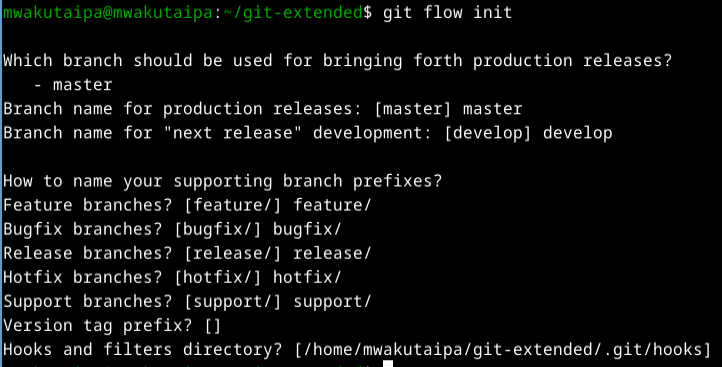 mwakutaipa@mwakutaipa:~/git-extended$ git flow init
Which branch should be used for bringing forth production releases?
- master
Branch name for production releases: [master] master
Branch name for "next release" development: [develop] develop
How to name your supporting branch prefixes?
Feature branches? [feature/] feature/
Bugfix branches? [bugfix/] bugfix/
Release branches? [release/] release/
Hotfix branches? [hotfix/] hotfix/
Support branches? [support/] support/
Version tag prefix? []
Hooks and filters directory? [/home/mwakutaipa/git-extended/.git/hooks]